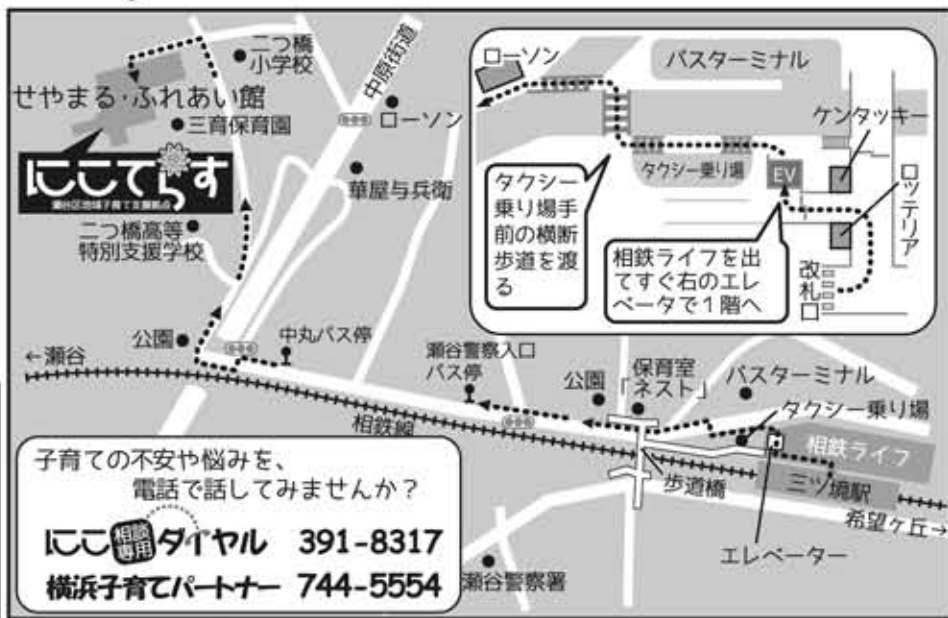 二つ橋
小学校
せやまる・ふれあい館
三育保育園
にこてらす
瀬谷区地域子育て支援拠点
二つ橋高等
特別支援学校
中原街道
ローソン
華屋与兵衛
公園
中丸バス停
←瀬谷
相鉄線
瀬谷警察入口
バス停
公園
保育室
「ネスト」
バスターミナル
タクシー乗り場
相鉄ライフ
三ツ境駅
歩道橋
希望ヶ丘→
エレベーター
瀬谷警察署
ローソン
バスターミナル
ケンタッキー
タクシー乗り場
EV
ロッテリア
タクシー
乗り場手
前の横断
歩道を渡
る
相鉄ライフを出
てすぐ右のエレ
ベータで1階へ
改札口
子育ての不安や悩みを、
電話で話してみませんか？
にこ相談専用ダイヤル 391-8317
横浜子育てパートナー 744-5554